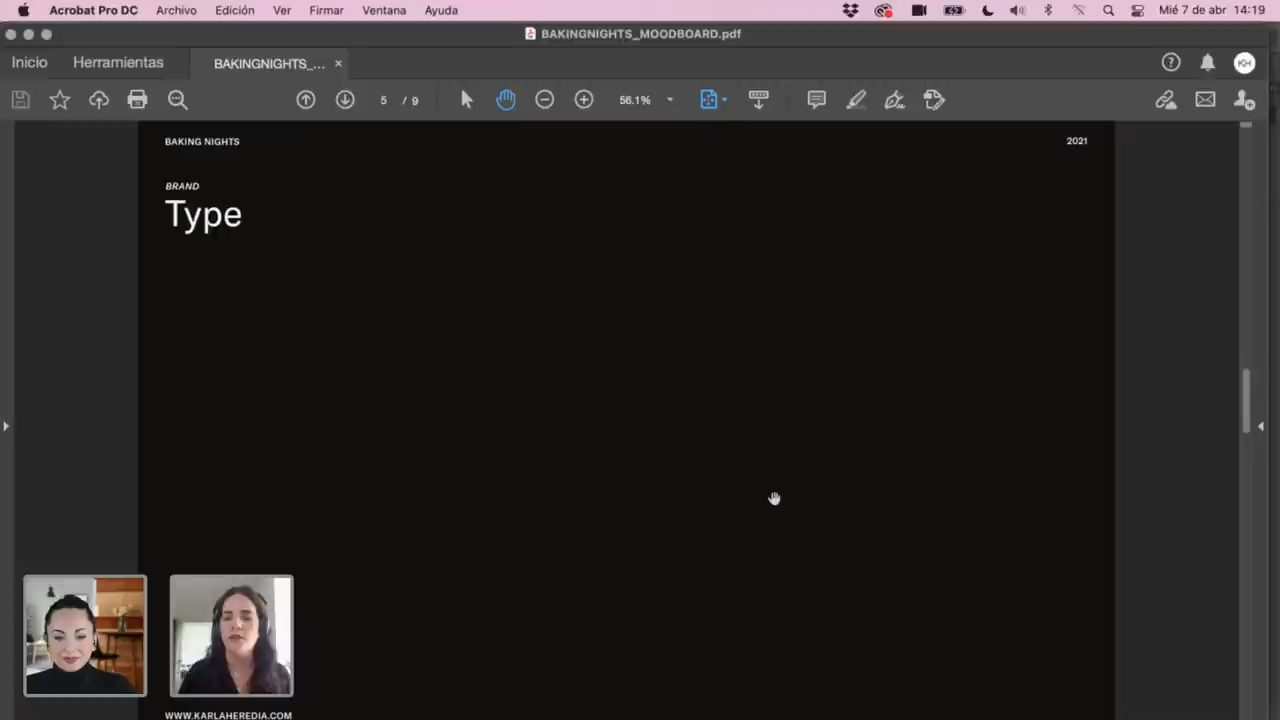 Acrobat Pro DC Archivo Edición Ver Firmar Ventana Ayuda Mié 7 de abr 14:19
BAKINGNIGHTS_MOODBOARD.pdf
Inicio Herramientas BAKINGNIGHTS_... × KH
5 / 9 56.1%
BAKING NIGHTS 2021
BRAND
Type
WWW.KARLAHEREDIA.COM